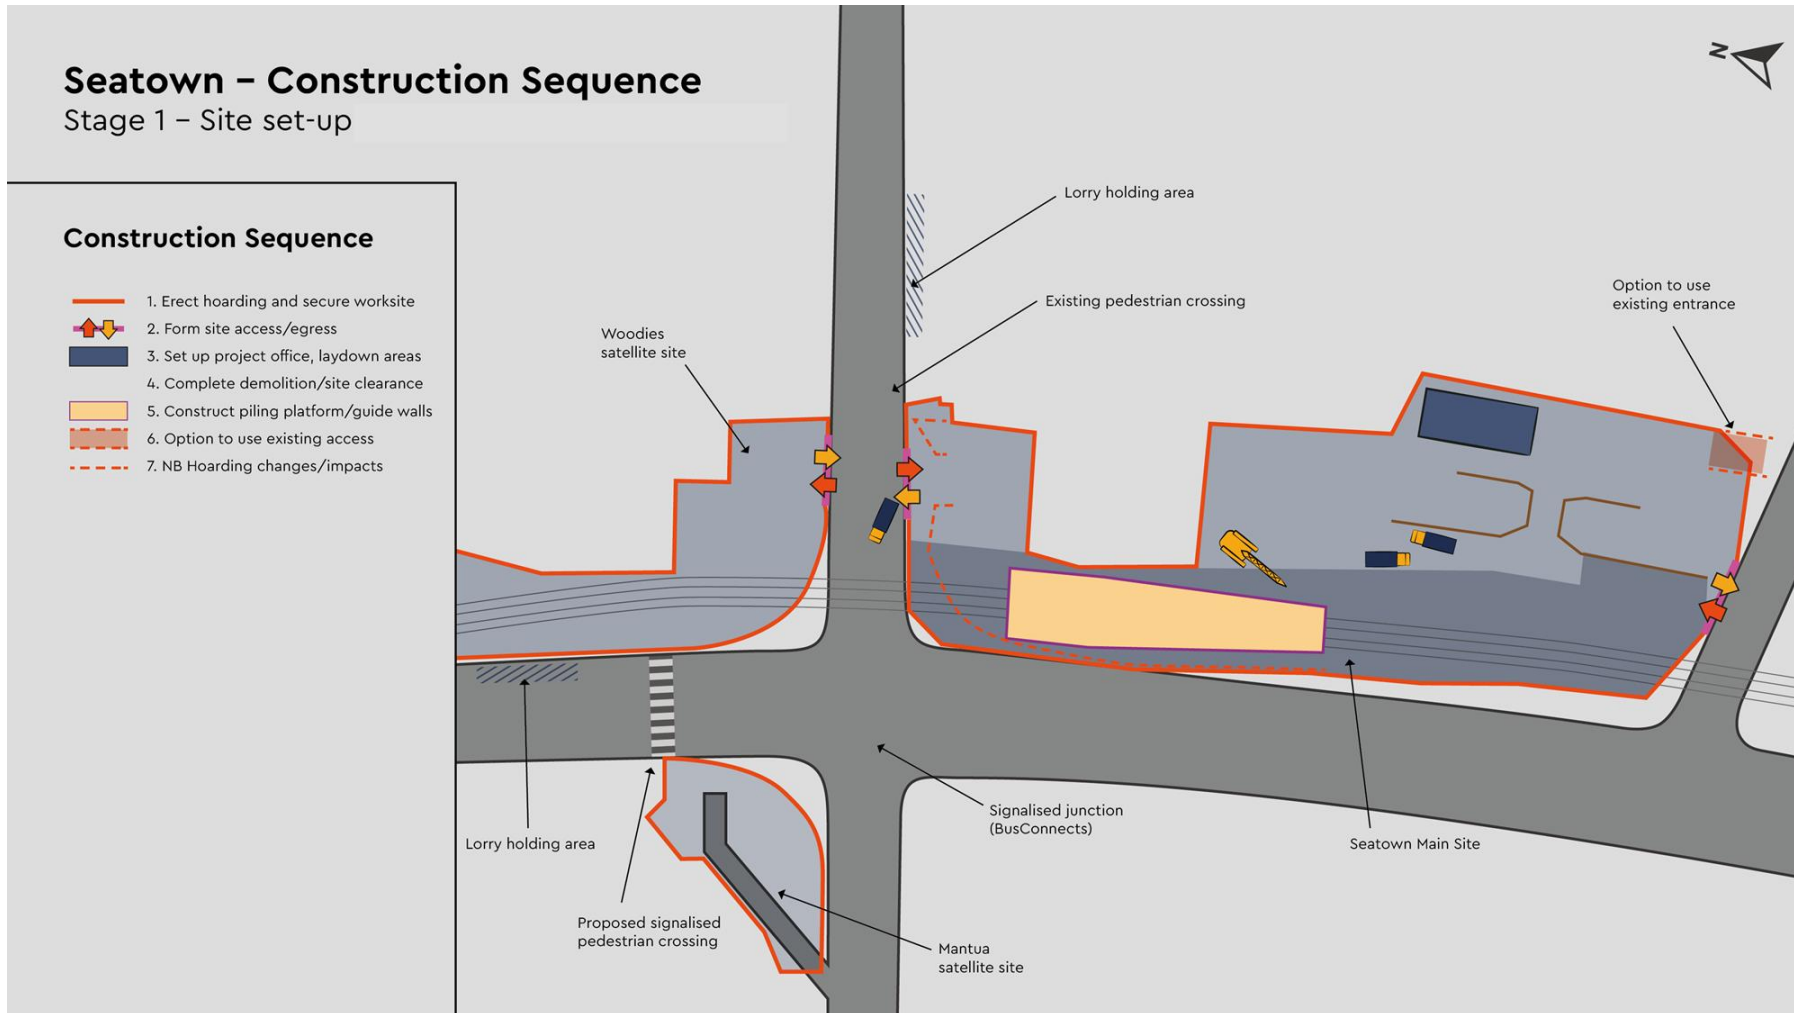 Seatown – Construction Sequence
Stage 1 – Site set-up
N
Construction Sequence
1. Erect hoarding and secure worksite
2. Form site access/egress
3. Set up project office, laydown areas
4. Complete demolition/site clearance
5. Construct piling platform/guide walls
6. Option to use existing access
7. NB Hoarding changes/impacts
Lorry holding area
Existing pedestrian crossing
Option to use
existing entrance
Woodies
satellite site
Signalised junction
(BusConnects)
Seatown Main Site
Lorry holding area
Proposed signalised
pedestrian crossing
Mantua
satellite site